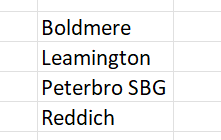 Boldmere
Leamington
Peterbro SBG
Reddich